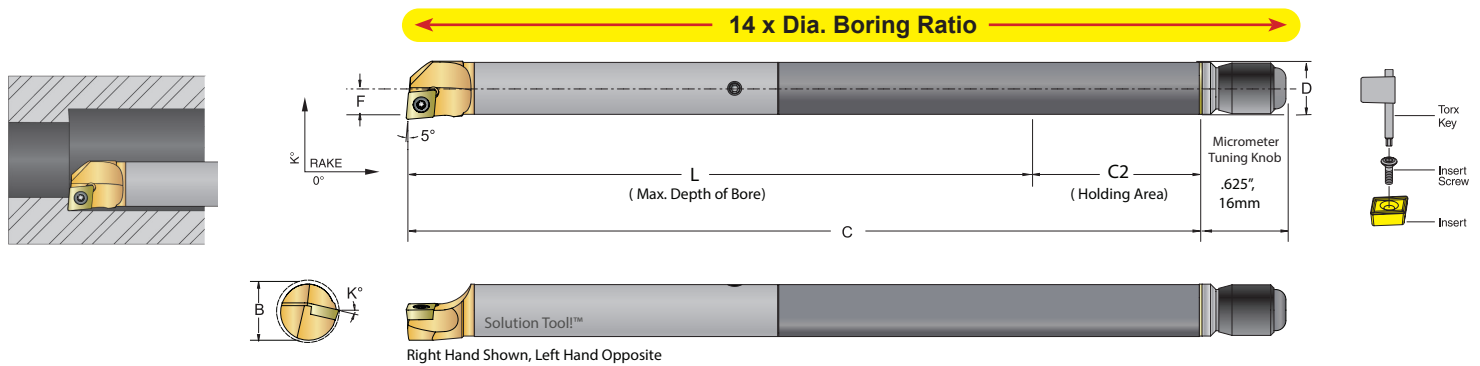 14 x Dia. Boring Ratio
F
D
5°
K°
RAKE
0°
L
( Max. Depth of Bore)
C2
( Holding Area)
Micrometer
Tuning Knob
.625”,
16mm
C
Torx
Key
Insert
Screw
Insert
B
K°
Solution Tool!™
Right Hand Shown, Left Hand Opposite